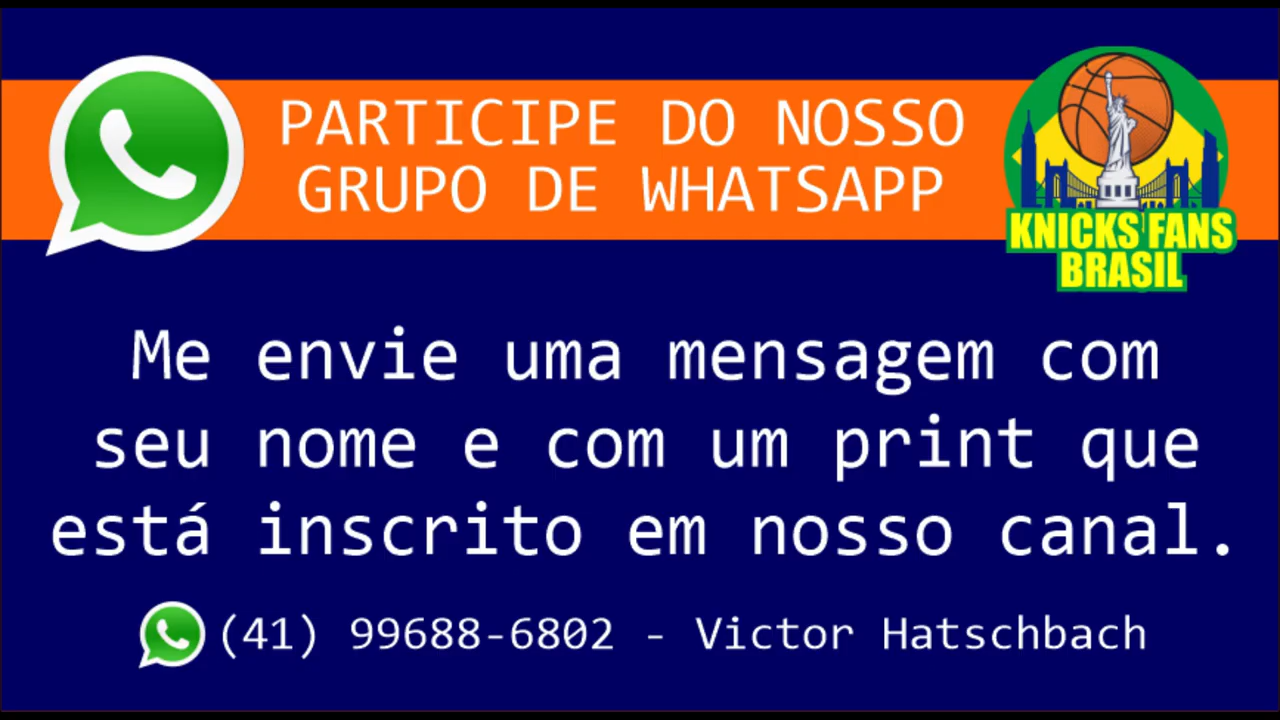 PARTICIPE DO NOSSO
GRUPO DE WHATSAPP
KNICKS FANS
BRASIL
Me envie uma mensagem com
seu nome e com um print que
está inscrito em nosso canal.
(41) 99688-6802 - Victor Hatschbach